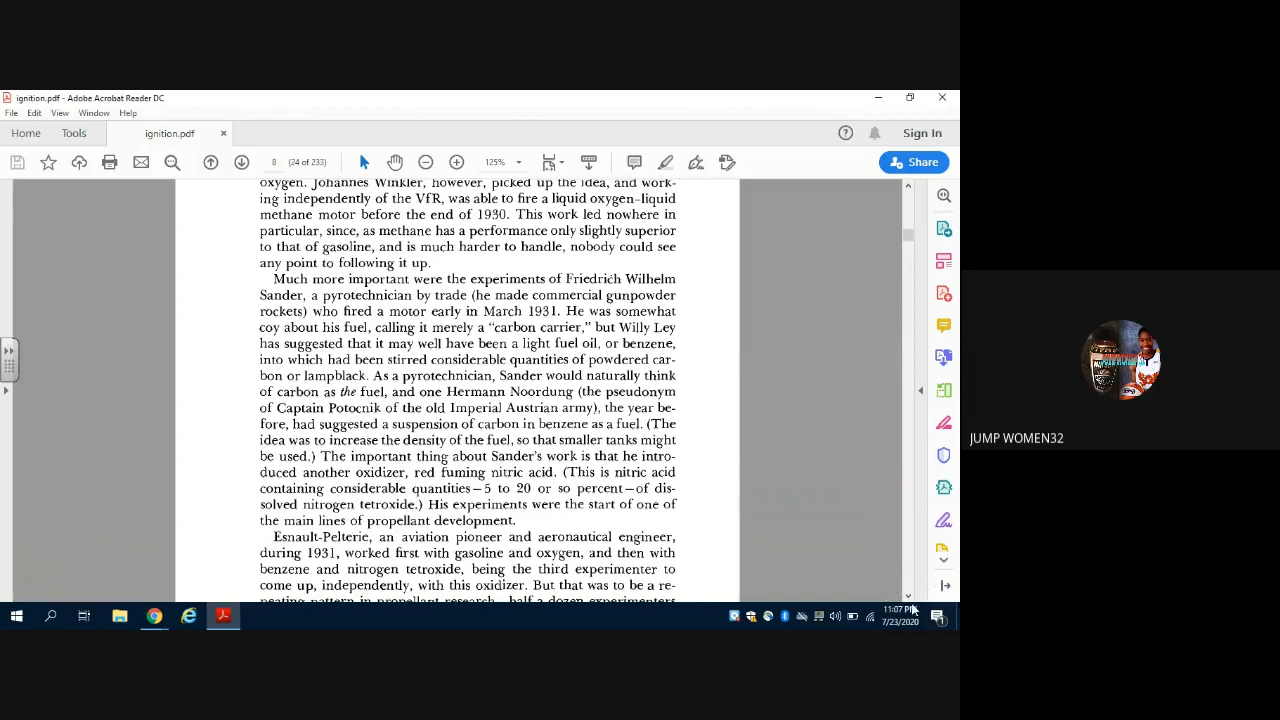 ignition.pdf - Adobe Acrobat Reader DC
File Edit View Window Help
Home Tools ignition.pdf × Sign In
8 (24 of 233) 125% Share
oxygen. Johannes Winkler, however, picked up the idea, and work-
ing independently of the VfR, was able to fire a liquid oxygen–liquid
methane motor before the end of 1930. This work led nowhere in
particular, since, as methane has a performance only slightly superior
to that of gasoline, and is much harder to handle, nobody could see
any point to following it up.
Much more important were the experiments of Friedrich Wilhelm
Sander, a pyrotechnician by trade (he made commercial gunpowder
rockets) who fired a motor early in March 1931. He was somewhat
coy about his fuel, calling it merely a “carbon carrier,” but Willy Ley
has suggested that it may well have been a light fuel oil, or benzene,
into which had been stirred considerable quantities of powdered car-
bon or lampblack. As a pyrotechnician, Sander would naturally think
of carbon as the fuel, and one Hermann Noordung (the pseudonym
of Captain Potocnik of the old Imperial Austrian army), the year be-
fore, had suggested a suspension of carbon in benzene as a fuel. (The
idea was to increase the density of the fuel, so that smaller tanks might
be used.) The important thing about Sander’s work is that he intro-
duced another oxidizer, red fuming nitric acid. (This is nitric acid
containing considerable quantities—5 to 20 or so percent—of dis-
solved nitrogen tetroxide.) His experiments were the start of one of
the main lines of propellant development.
Esnault-Pelterie, an aviation pioneer and aeronautical engineer,
during 1931, worked first with gasoline and oxygen, and then with
benzene and nitrogen tetroxide, being the third experimenter to
come up, independently, with this oxidizer. But that was to be a re-
peating pattern in propellant research—half a dozen experimenters
JUMP WOMEN32
11:07 PM
7/23/2020